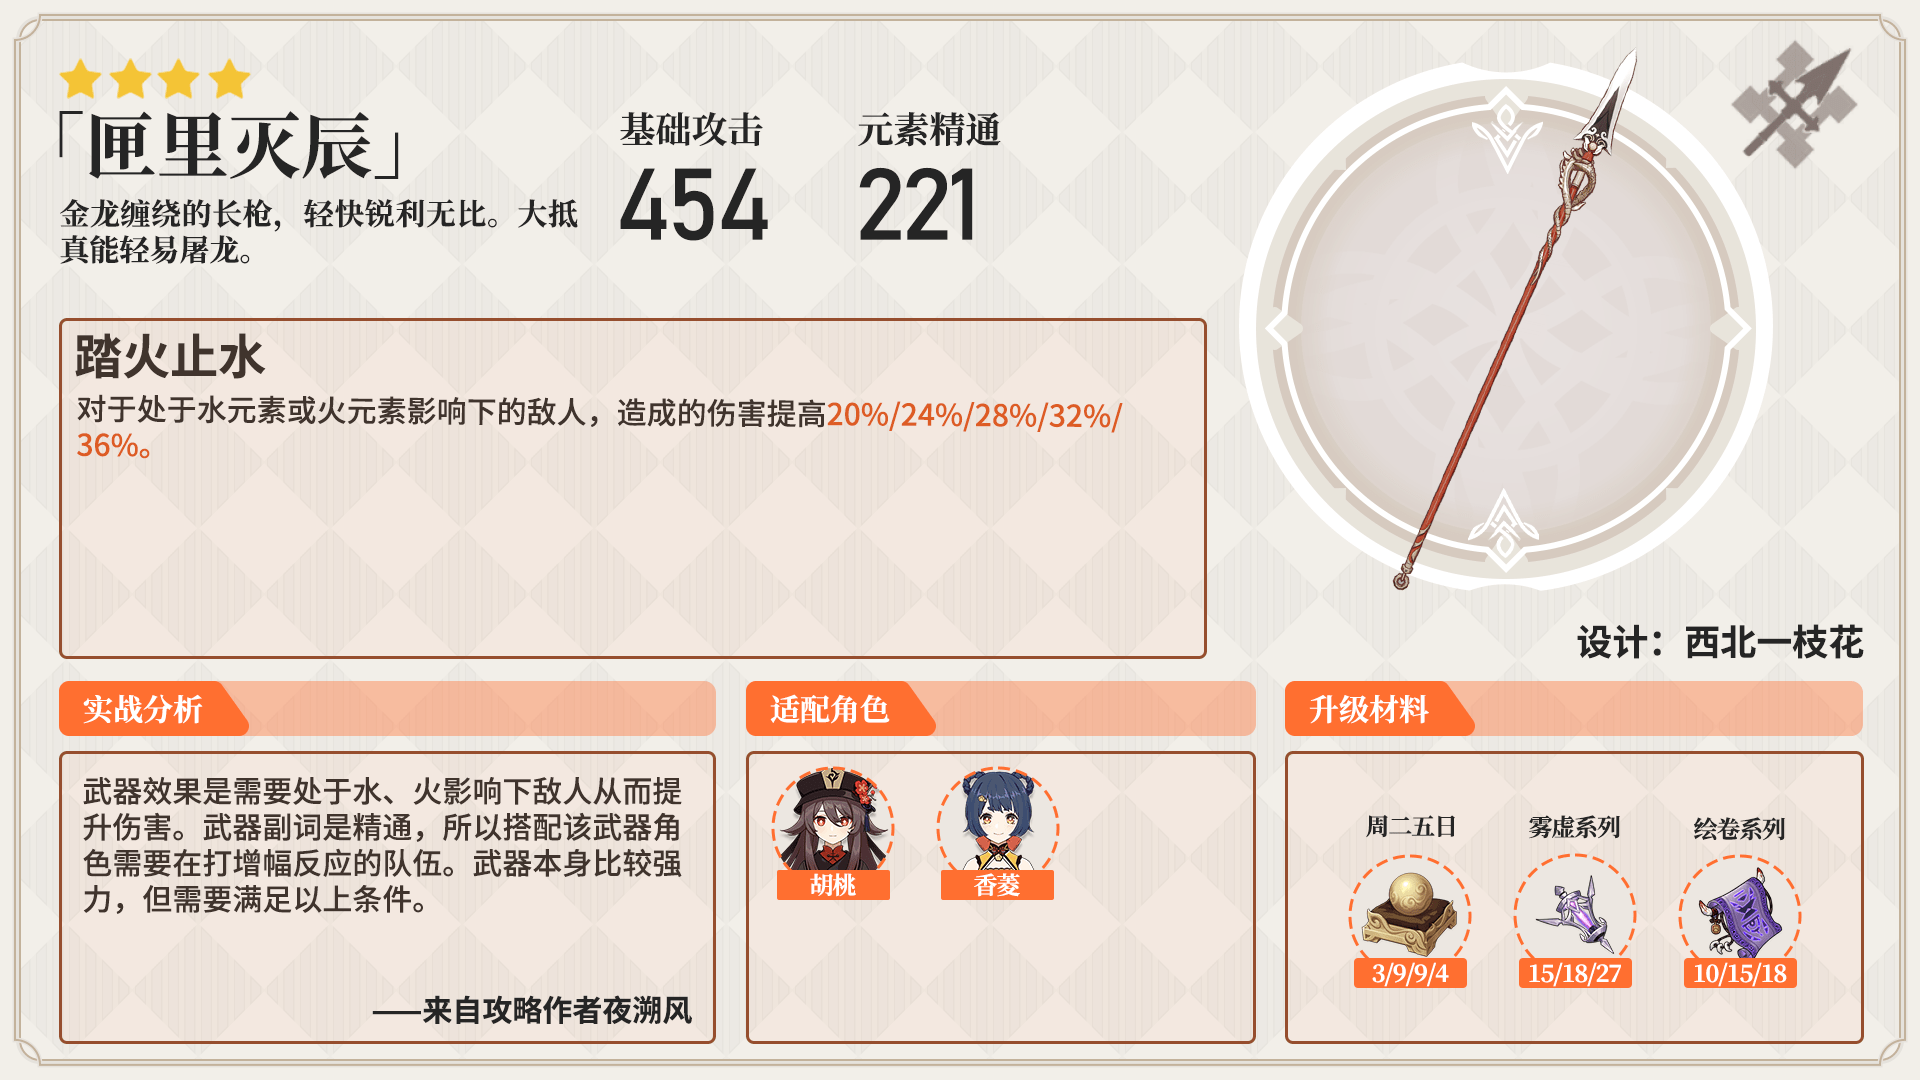 「匣里灭辰」
金龙缠绕的长枪，轻快锐利无比。大抵
真能轻易屠龙。
基础攻击
454
元素精通
221
踏火止水
对于处于水元素或火元素影响下的敌人，造成的伤害提高20%/24%/28%/32%/
36%。
设计：西北一枝花
实战分析
武器效果是需要处于水、火影响下敌人从而提
升伤害。武器副词是精通，所以搭配该武器角
色需要在打增幅反应的队伍。武器本身比较强
力，但需要满足以上条件。
——来自攻略作者夜溯风
适配角色
胡桃
香菱
升级材料
周二五日
3/9/9/4
雾虚系列
15/18/27
绘卷系列
10/15/18